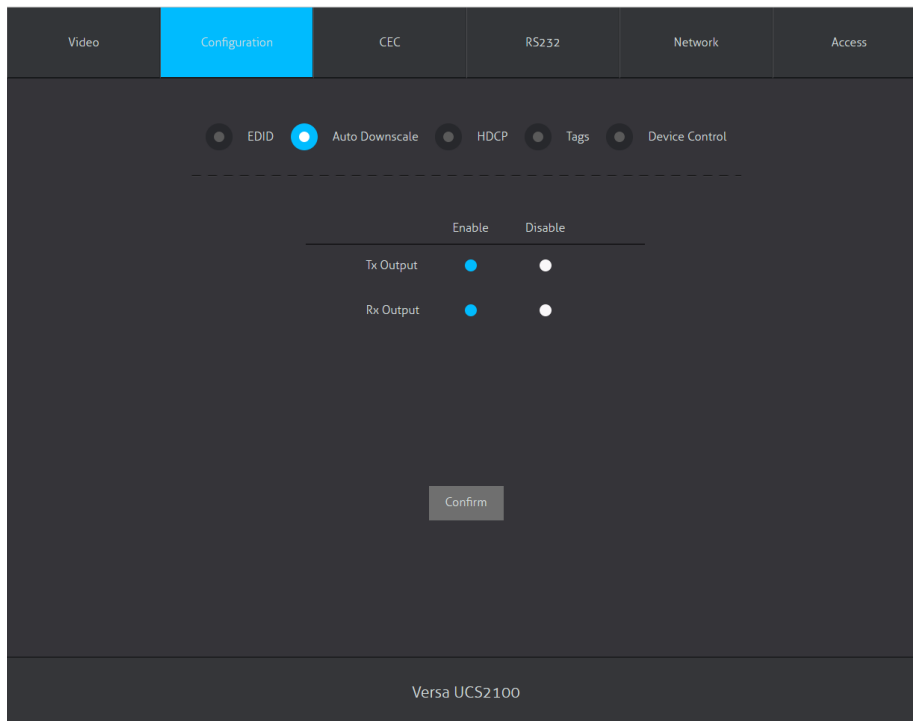 Video Configuration CEC RS232 Network Access
EDID Auto Downscale HDCP Tags Device Control
Enable Disable
Tx Output
Rx Output
Confirm
Versa UCS2100